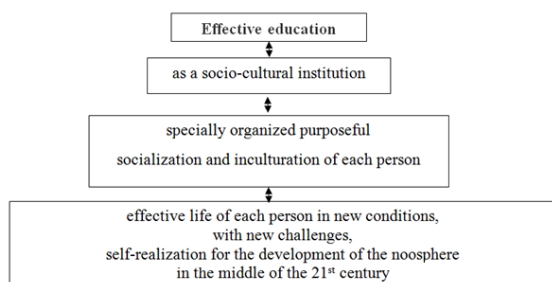 Effective education
as a socio-cultural institution
specially organized purposeful
socialization and inculturation of each person
effective life of each person in new conditions,
with new challenges,
self-realization for the development of the noosphere
in the middle of the 21st century